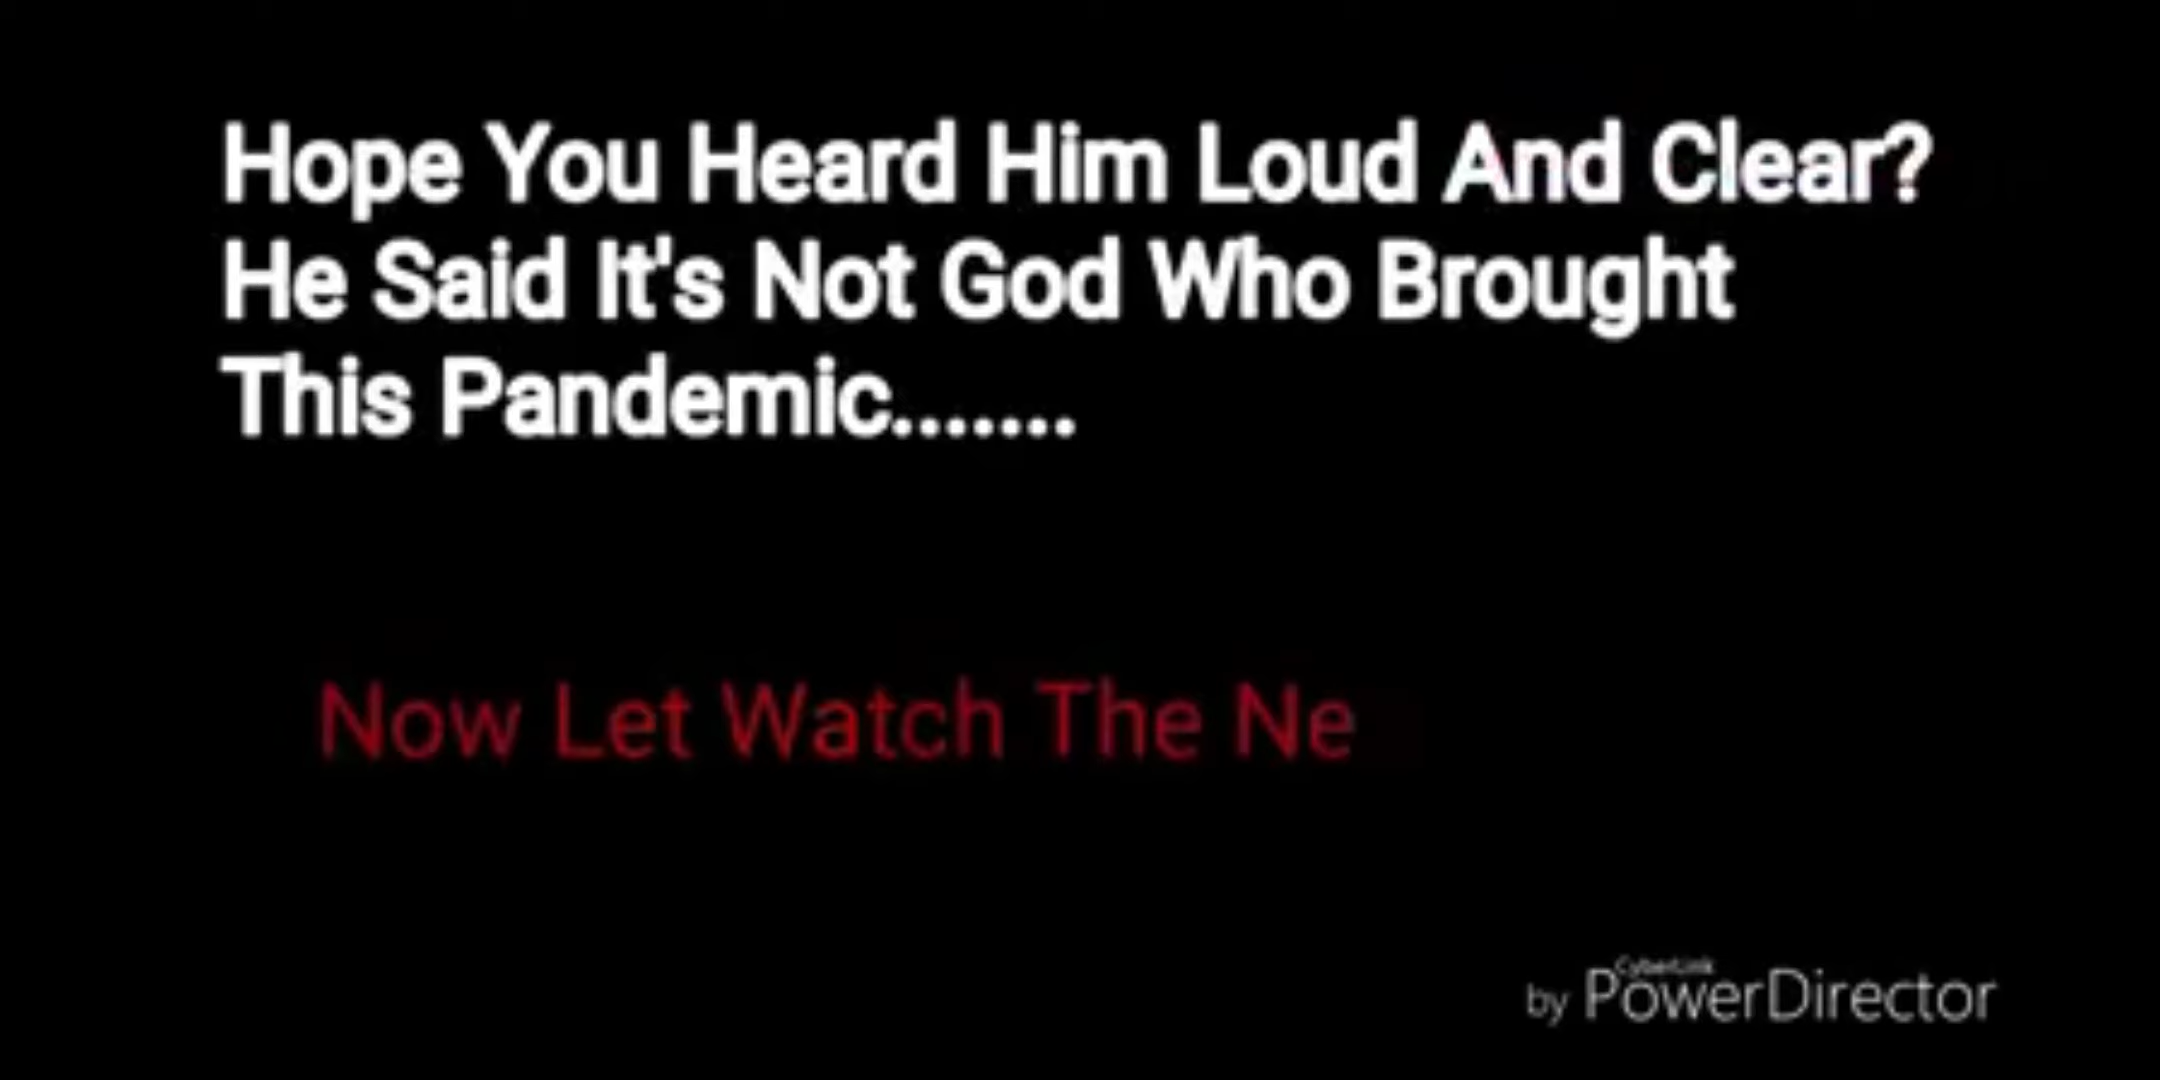 Hope You Heard Him Loud And Clear?
He Said It's Not God Who Brought
This Pandemic.......
Now Let Watch The Ne
CyberLink
by PowerDirector